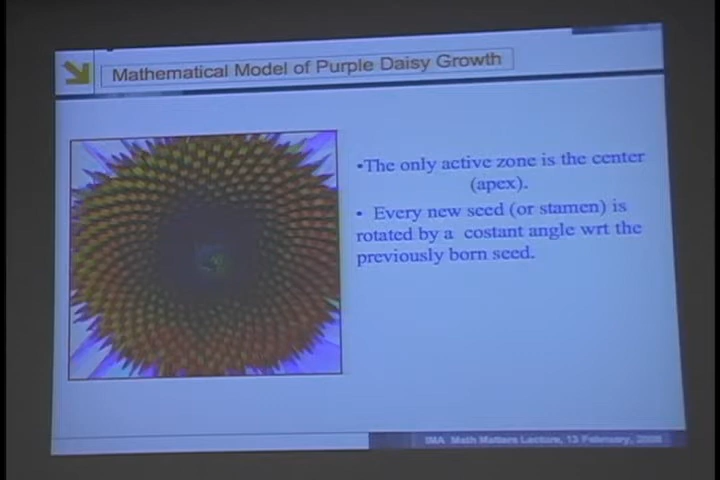 Mathematical Model of Purple Daisy Growth
•The only active zone is the center
(apex).
• Every new seed (or stamen) is
rotated by a costant angle wrt the
previously born seed.
IMA Math Matters Lecture, 13 February,